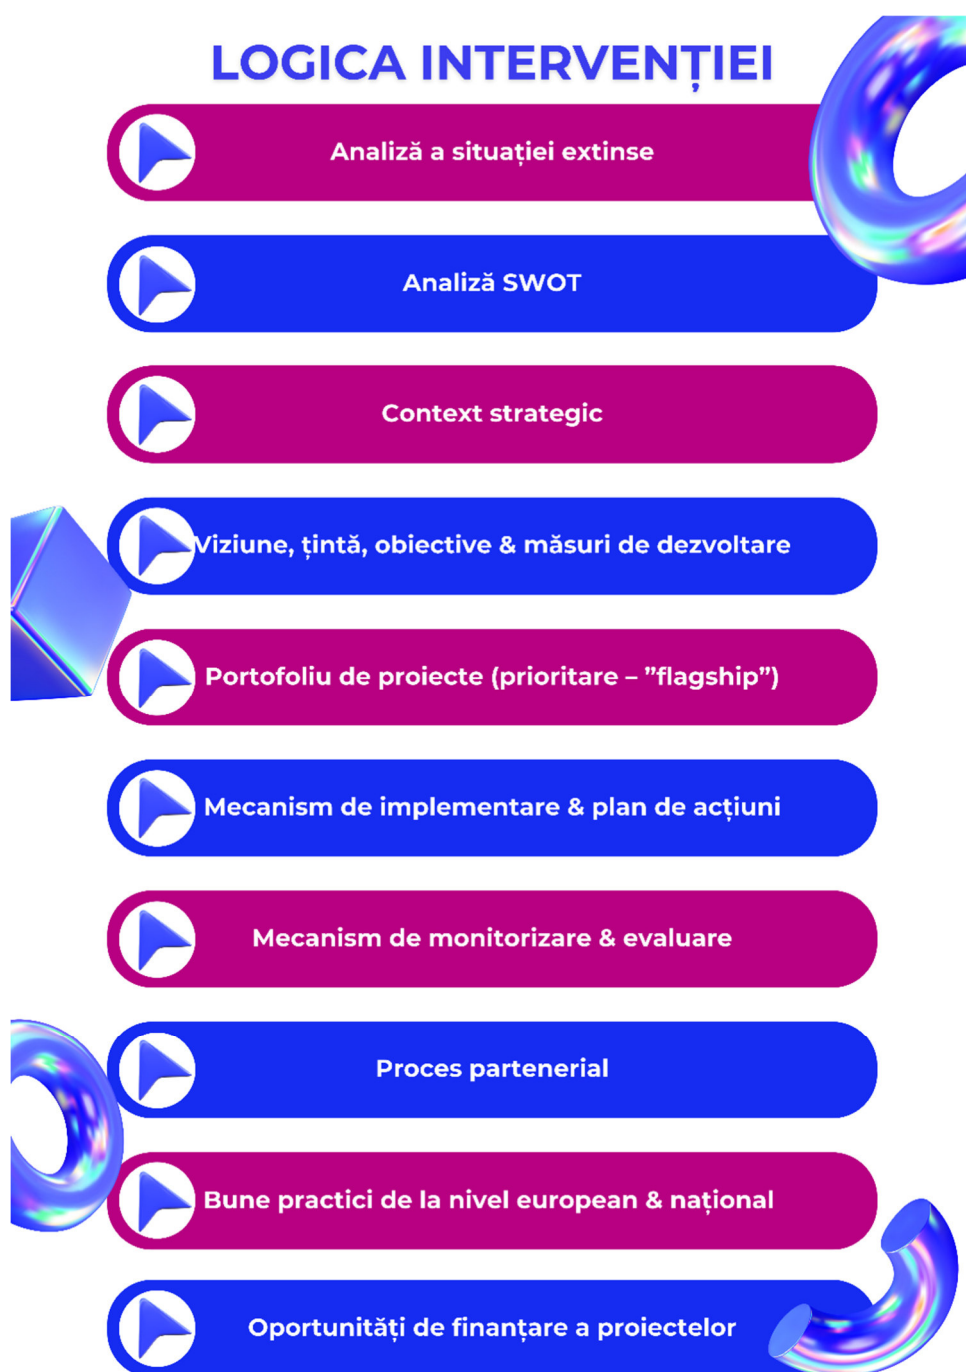 LOGICA INTERVENȚIEI
Analiză a situației extinse
Analiză SWOT
Context strategic
Viziune, țintă, obiective & măsuri de dezvoltare
Portofoliu de proiecte (prioritare – ”flagship”)
Mecanism de implementare & plan de acțiuni
Mecanism de monitorizare & evaluare
Proces partenerial
Bune practici de la nivel european & național
Oportunități de finanțare a proiectelor